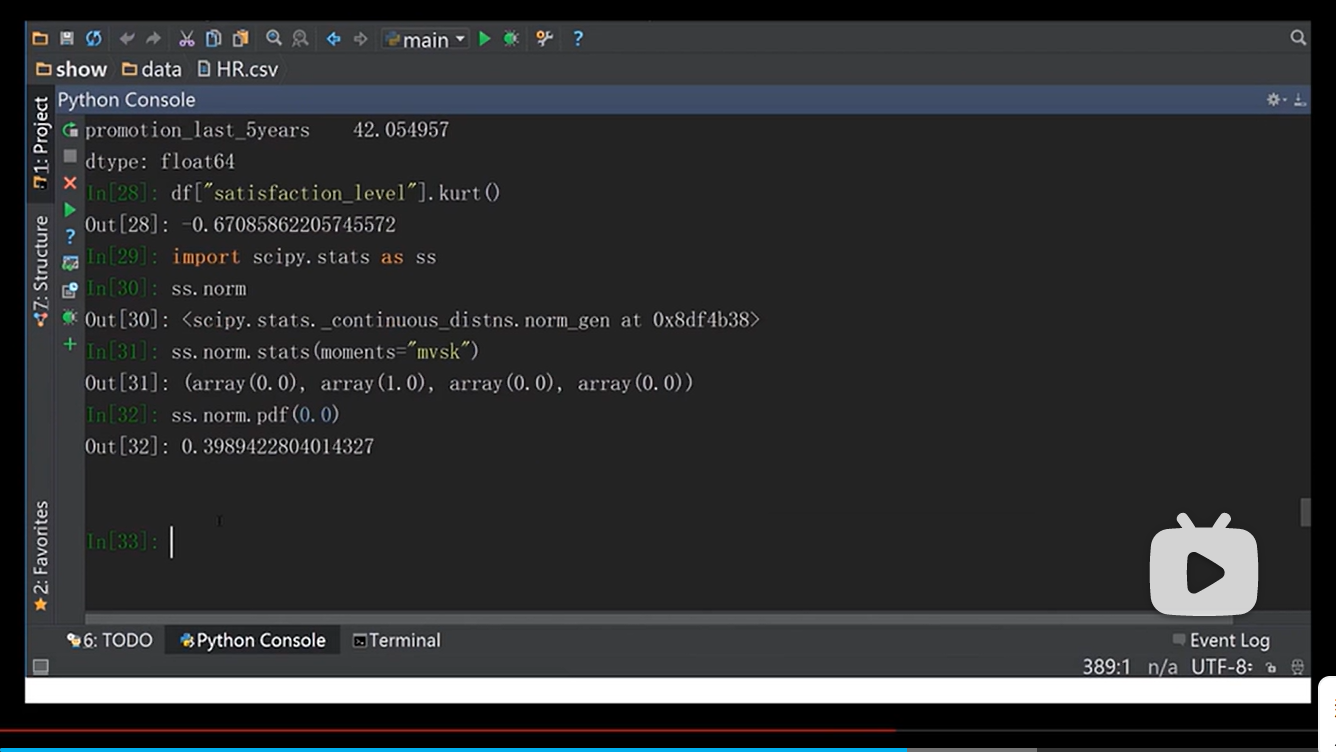 main
show data HR.csv
Python Console
1: Project
7: Structure
2: Favorites
promotion_last_5years    42.054957
dtype: float64
In[28]: df["satisfaction_level"].kurt()
Out[28]: -0.67085862205745572
In[29]: import scipy.stats as ss
In[30]: ss.norm
Out[30]: <scipy.stats._continuous_distns.norm_gen at 0x8df4b38>
In[31]: ss.norm.stats(moments="mvsk")
Out[31]: (array(0.0), array(1.0), array(0.0), array(0.0))
In[32]: ss.norm.pdf(0.0)
Out[32]: 0.3989422804014327
In[33]:
6: TODO Python Console Terminal Event Log
389:1 n/a UTF-8